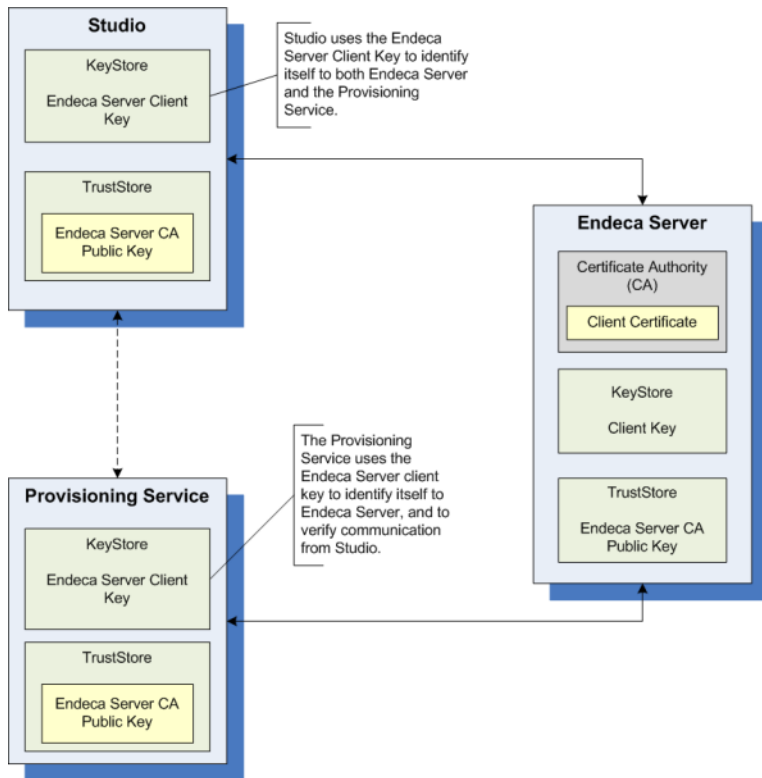 Studio
KeyStore
Endeca Server Client
Key
TrustStore
Endeca Server CA
Public Key
Studio uses the Endeca
Server Client Key to identify
itself to both Endeca Server
and the Provisioning
Service.
Endeca Server
Certificate Authority
(CA)
Client Certificate
KeyStore
Client Key
TrustStore
Endeca Server CA
Public Key
The Provisioning
Service uses the
Endeca Server client
key to identify itself to
Endeca Server, and to
verify communication
from Studio.
Provisioning Service
KeyStore
Endeca Server Client
Key
TrustStore
Endeca Server CA
Public Key